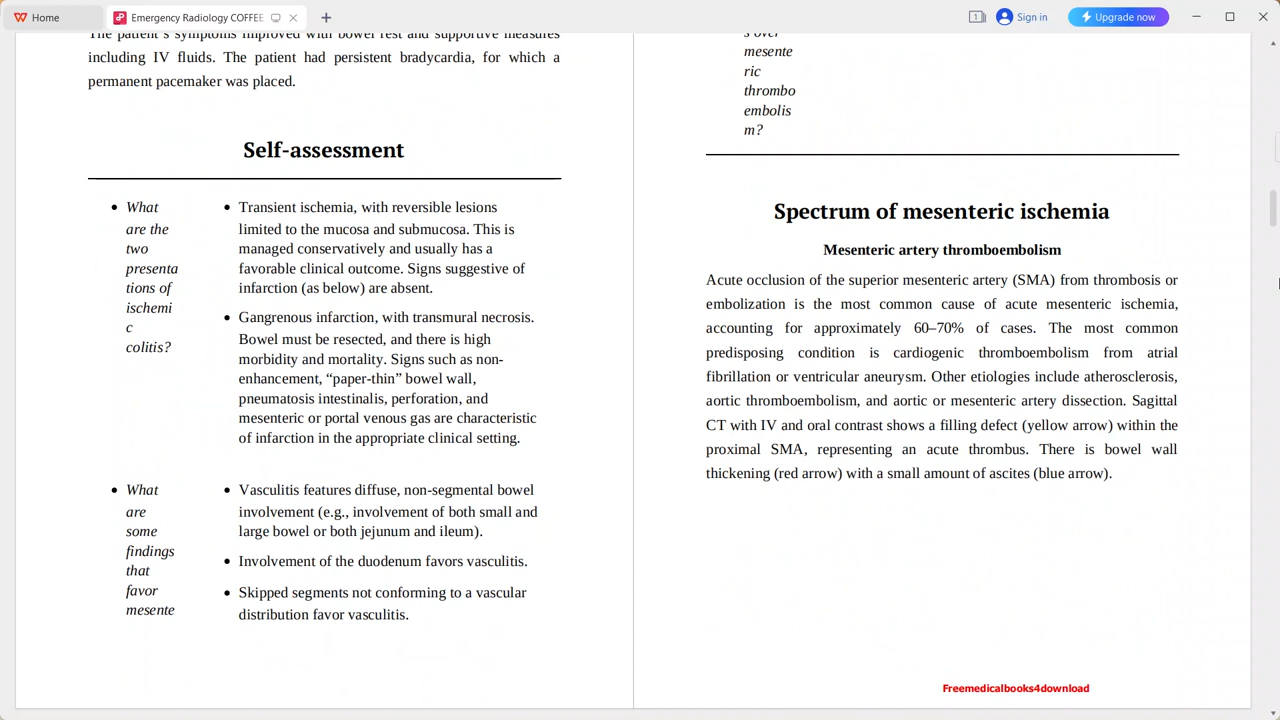 Home
Emergency Radiology COFFEE
1
Sign in
Upgrade now
The patient's symptoms improved with bowel rest and supportive measures
including IV fluids. The patient had persistent bradycardia, for which a
permanent pacemaker was placed.
Self-assessment
What
are the
two
presenta
tions of
ischemi
c
colitis?
• Transient ischemia, with reversible lesions
limited to the mucosa and submucosa. This is
managed conservatively and usually has a
favorable clinical outcome. Signs suggestive of
infarction (as below) are absent.
• Gangrenous infarction, with transmural necrosis.
Bowel must be resected, and there is high
morbidity and mortality. Signs such as non-
enhancement, “paper-thin” bowel wall,
pneumatosis intestinalis, perforation, and
mesenteric or portal venous gas are characteristic
of infarction in the appropriate clinical setting.
• What
are
some
findings
that
favor
mesente
• Vasculitis features diffuse, non-segmental bowel
involvement (e.g., involvement of both small and
large bowel or both jejunum and ileum).
• Involvement of the duodenum favors vasculitis.
• Skipped segments not conforming to a vascular
distribution favor vasculitis.
s over
mesente
ric
thrombo
embolis
m?
Spectrum of mesenteric ischemia
Mesenteric artery thromboembolism
Acute occlusion of the superior mesenteric artery (SMA) from thrombosis or
embolization is the most common cause of acute mesenteric ischemia,
accounting for approximately 60–70% of cases. The most common
predisposing condition is cardiogenic thromboembolism from atrial
fibrillation or ventricular aneurysm. Other etiologies include atherosclerosis,
aortic thromboembolism, and aortic or mesenteric artery dissection. Sagittal
CT with IV and oral contrast shows a filling defect (yellow arrow) within the
proximal SMA, representing an acute thrombus. There is bowel wall
thickening (red arrow) with a small amount of ascites (blue arrow).
Freemedicalbooks4download